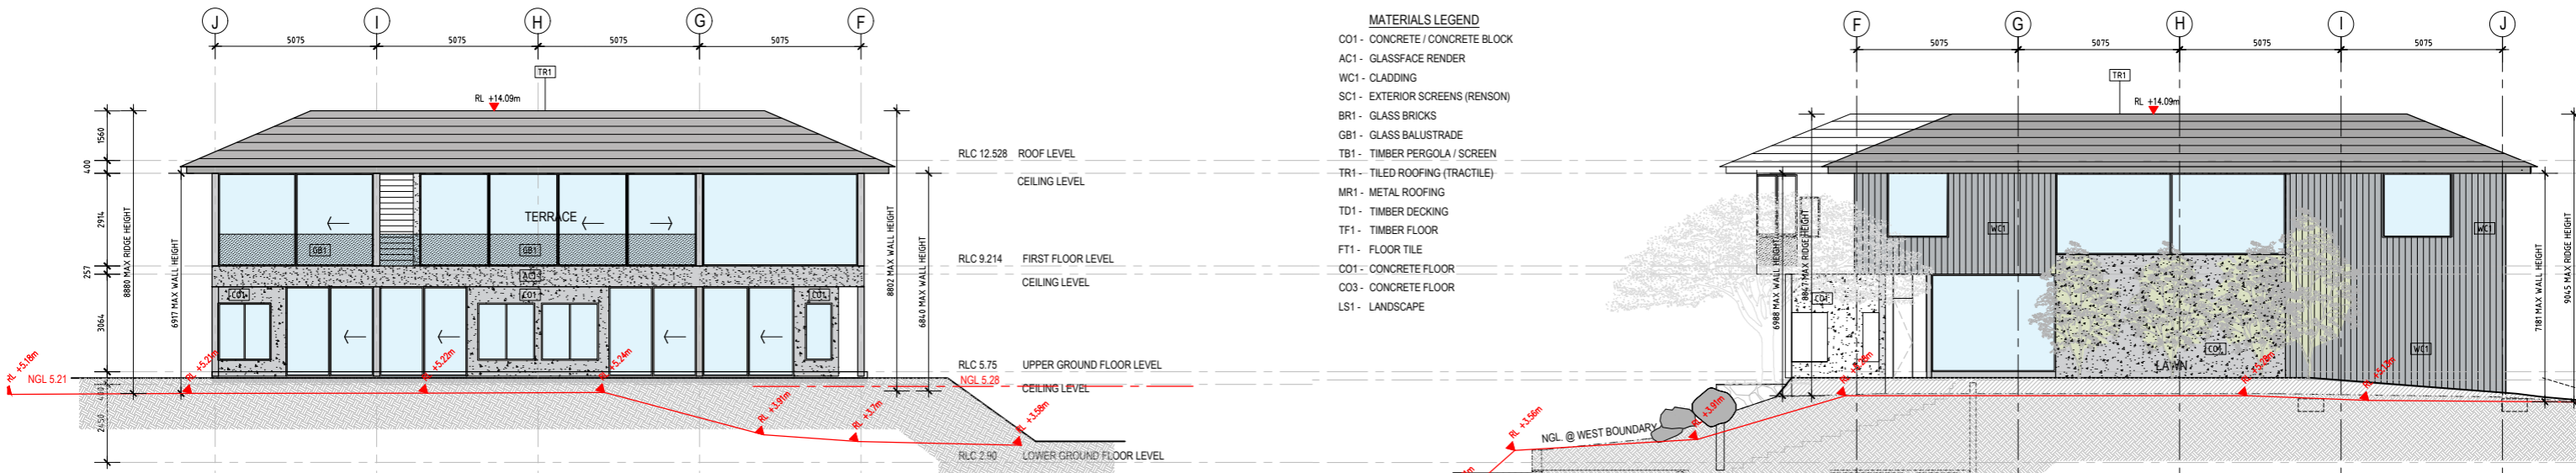 J I H G F
5075 5075 5075 5075
TR1
RL +14.09m
1560
400
2914
257
3064
400
2450
8880 MAX RIDGE HEIGHT
6917 MAX WALL HEIGHT
TERRACE
GB1 GB1
AC1
CO1 CO1 CO1
8802 MAX WALL HEIGHT
6840 MAX WALL HEIGHT
RL +5.18m
NGL 5.21
RL +5.21m
RL +5.22m
RL +5.24m
RL +3.91m
RL +3.7m
RL +3.58m
RLC 12.528 ROOF LEVEL
CEILING LEVEL
RLC 9.214 FIRST FLOOR LEVEL
CEILING LEVEL
RLC 5.75 UPPER GROUND FLOOR LEVEL
NGL 5.28
CEILING LEVEL
RLC 2.90 LOWER GROUND FLOOR LEVEL
MATERIALS LEGEND
CO1 - CONCRETE / CONCRETE BLOCK
AC1 - GLASSFACE RENDER
WC1 - CLADDING
SC1 - EXTERIOR SCREENS (RENSON)
BR1 - GLASS BRICKS
GB1 - GLASS BALUSTRADE
TB1 - TIMBER PERGOLA / SCREEN
TR1 - TILED ROOFING (TRACTILE)
MR1 - METAL ROOFING
TD1 - TIMBER DECKING
TF1 - TIMBER FLOOR
FT1 - FLOOR TILE
CO1 - CONCRETE FLOOR
CO3 - CONCRETE FLOOR
LS1 - LANDSCAPE
F G H I J
5075 5075 5075 5075
TR1
RL +14.09m
6988 MAX WALL HEIGHT
MAX RIDGE HEIGHT
WC1 WC1
CO1
CO1
WC1
LAWN
7181 MAX WALL HEIGHT
9045 MAX RIDGE HEIGHT
RL +3.56m
NGL. @ WEST BOUNDARY
RL +3.91m